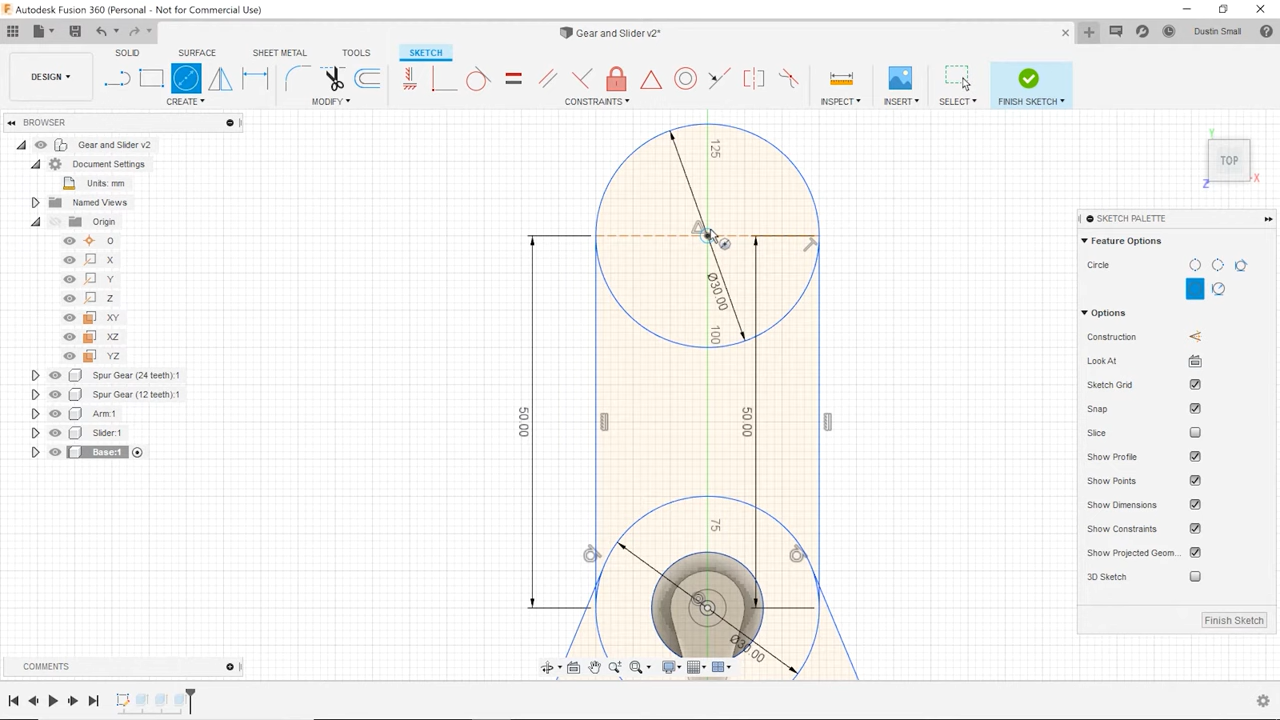 Autodesk Fusion 360 (Personal - Not for Commercial Use)
Gear and Slider v2*
Dustin Small
DESIGN
SOLID
SURFACE
SHEET METAL
TOOLS
SKETCH
CREATE
MODIFY
CONSTRAINTS
INSPECT
INSERT
SELECT
FINISH SKETCH
BROWSER
Gear and Slider v2
Document Settings
Units: mm
Named Views
Origin
O
X
Y
Z
XY
XZ
YZ
Spur Gear (24 teeth):1
Spur Gear (12 teeth):1
Arm:1
Slider:1
Base:1
125
Ø30.00
100
50.00
50.00
75
Ø30.00
Y
TOP
X
Z
SKETCH PALETTE
Feature Options
Circle
Options
Construction
Look At
Sketch Grid
Snap
Slice
Show Profile
Show Points
Show Dimensions
Show Constraints
Show Projected Geom...
3D Sketch
Finish Sketch
COMMENTS